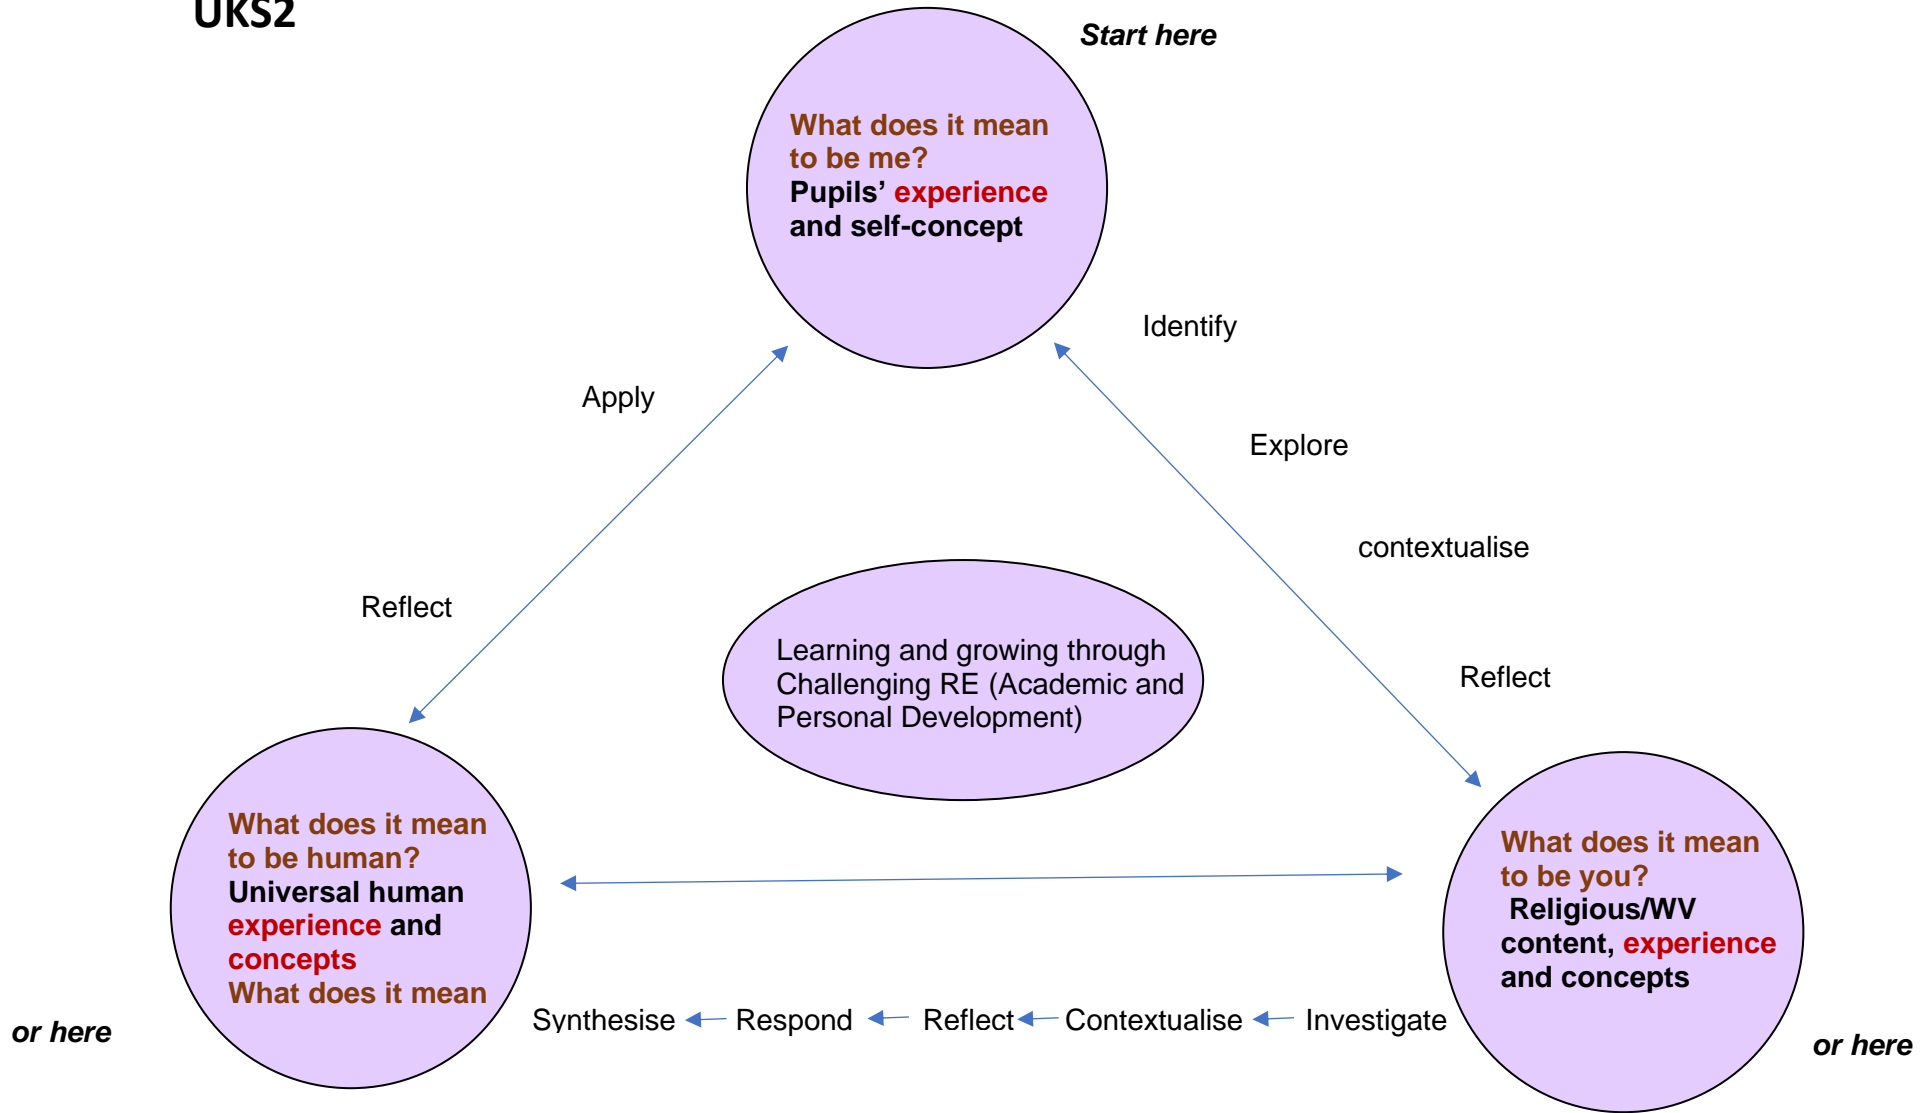 UKS2
Start here
What does it mean
to be me?
Pupils’ experience
and self-concept
Identify
Apply
Explore
contextualise
Reflect
Learning and growing through
Challenging RE (Academic and
Personal Development)
Reflect
What does it mean
to be human?
Universal human
experience and
concepts
What does it mean
What does it mean
to be you?
Religious/WV
content, experience
and concepts
Synthesise Respond Reflect Contextualise Investigate
or here
or here